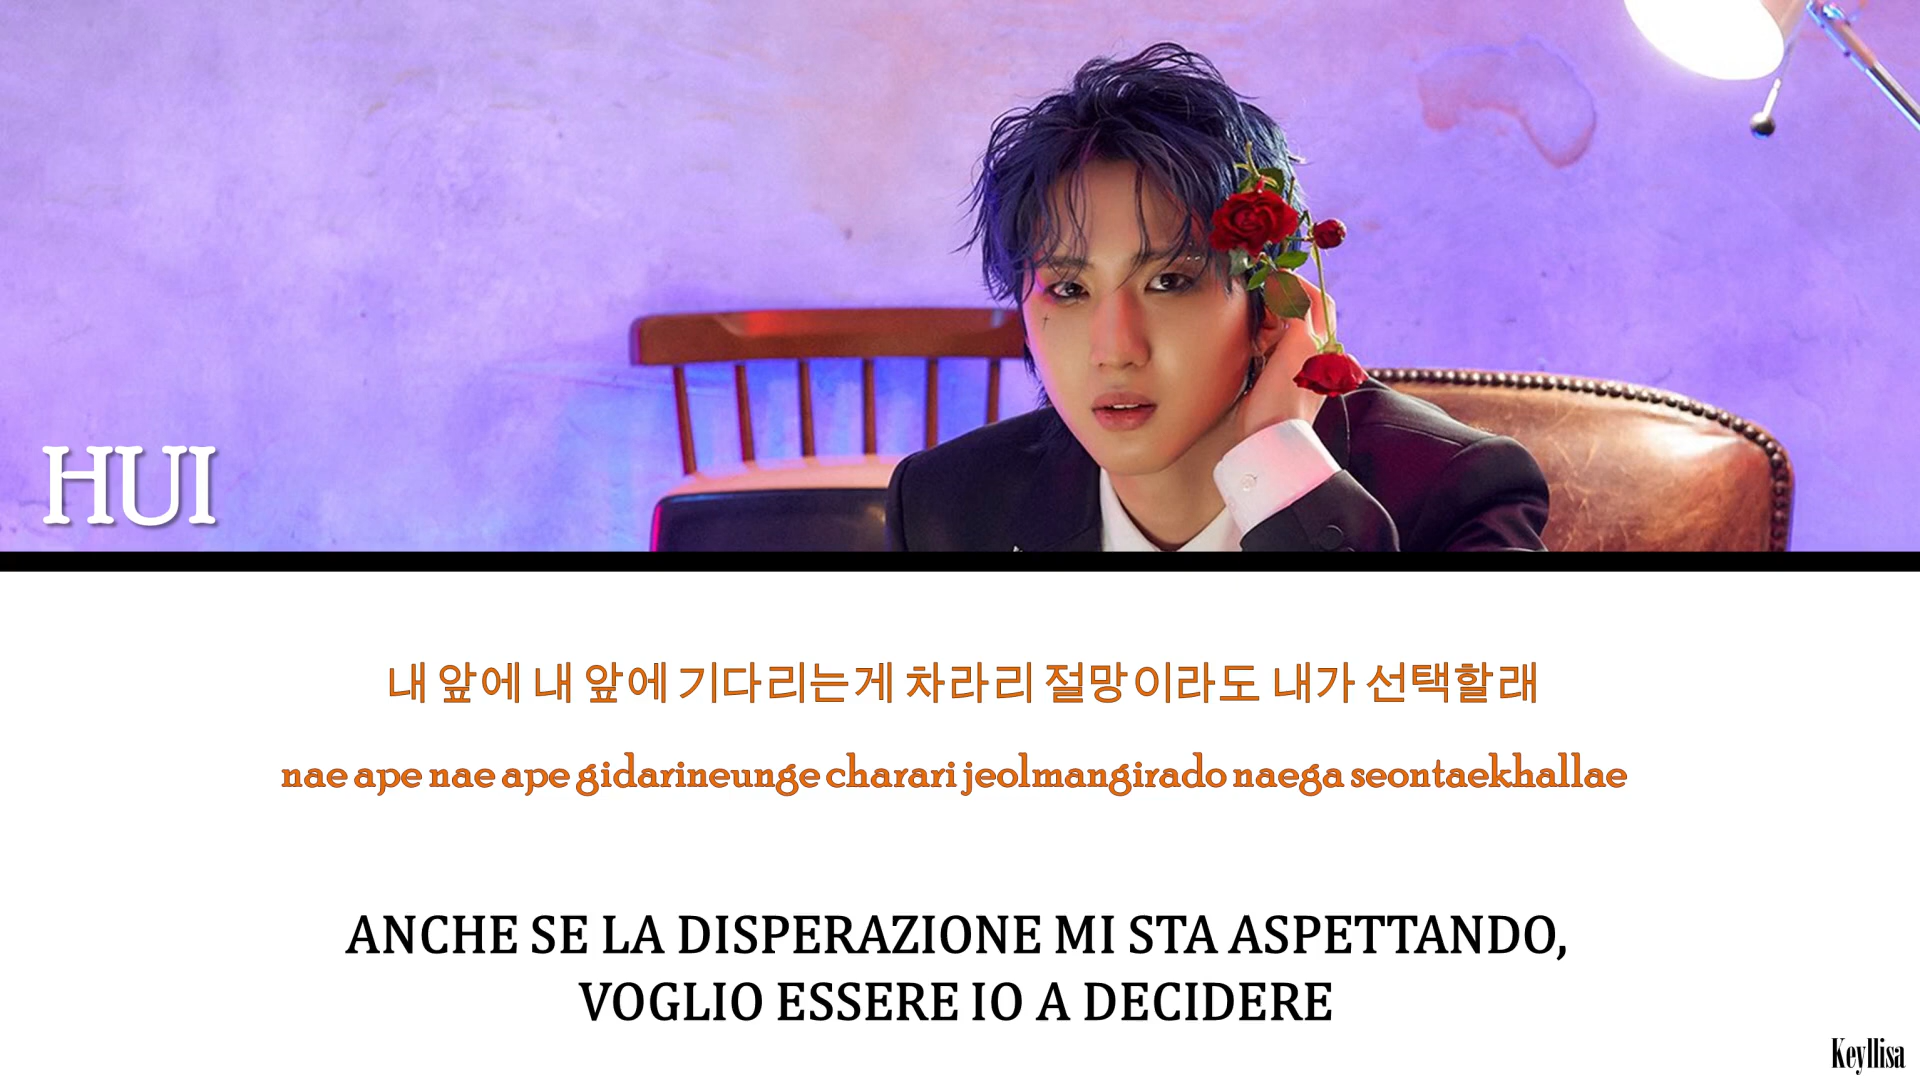 HUI
내 앞에 내 앞에 기다리는게 차라리 절망이라도 내가 선택할래
nae ape nae ape gidarineunge charari jeolmangirado naega seontaekhallae
ANCHE SE LA DISPERAZIONE MI STA ASPETTANDO,
VOGLIO ESSERE IO A DECIDERE
Keyllisa